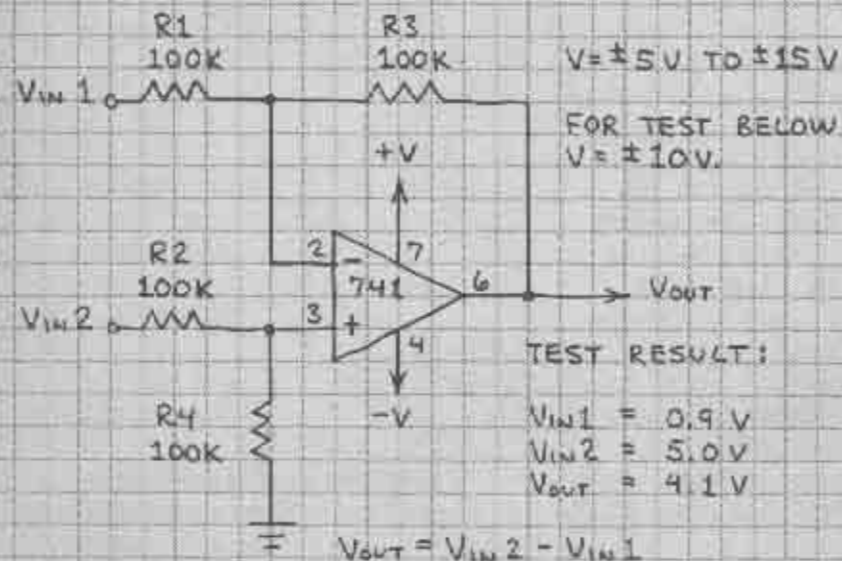 R1
100K
R3
100K
V = ±5 V TO ±15 V
VIN 1
FOR TEST BELOW
V = ±10V.
+V
R2
100K
2
-
7
741
6
VOUT
VIN 2
3
+
4
TEST RESULT:
-V
R4
100K
VIN1 = 0.9 V
VIN2 = 5.0 V
VOUT = 4.1 V
VOUT = VIN 2 - VIN 1